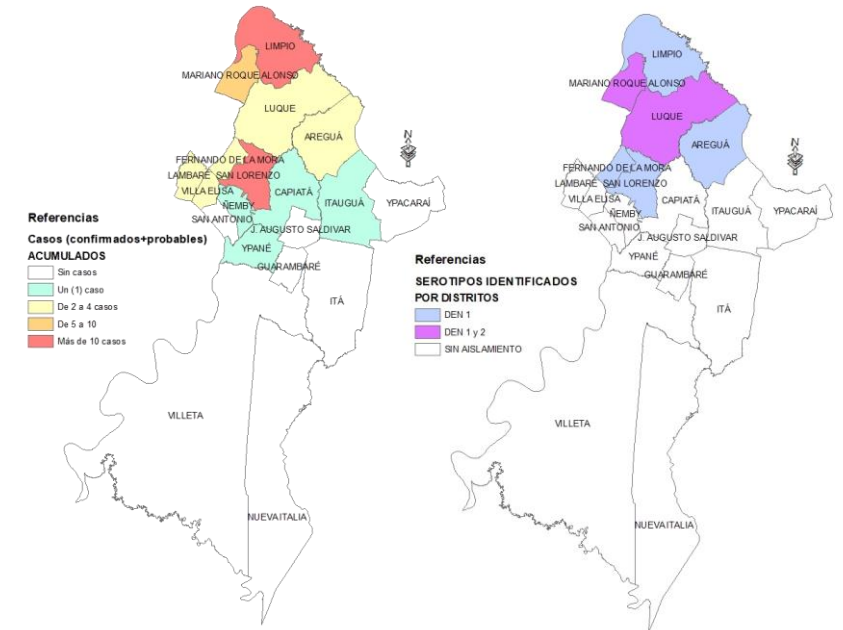 LIMPIO
MARIANO ROQUE ALONSO
LUQUE
AREGUÁ
N
FERNANDO DE LA MORA
LAMBARÉ
SAN LORENZO
VILLA ELISA
CAPIATÁ
ITAUGUÁ
YPACARAÍ
ÑEMBY
SAN ANTONIO
J. AUGUSTO SALDIVAR
YPANÉ
GUARAMBARÉ
ITÁ
VILLETA
NUEVA ITALIA
Referencias
Casos (confirmados+probables)
ACUMULADOS
Sin casos
Un (1) caso
De 2 a 4 casos
De 5 a 10
Más de 10 casos
LIMPIO
MARIANO ROQUE ALONSO
LUQUE
AREGUÁ
N
FERNANDO DE LA MORA
LAMBARÉ
SAN LORENZO
VILLA ELISA
CAPIATÁ
ITAUGUÁ
YPACARAÍ
ÑEMBY
SAN ANTONIO
J. AUGUSTO SALDIVAR
YPANÉ
GUARAMBARÉ
ITÁ
VILLETA
NUEVA ITALIA
Referencias
SEROTIPOS IDENTIFICADOS
POR DISTRITOS
DEN 1
DEN 1 y 2
SIN AISLAMIENTO